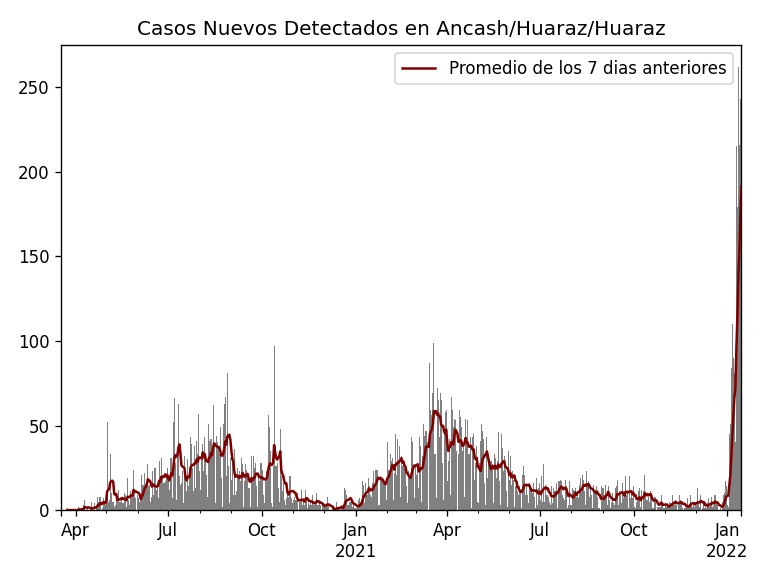 Casos Nuevos Detectados en Ancash/Huaraz/Huaraz
Promedio de los 7 dias anteriores
250
200
150
100
50
0
Apr Jul Oct Jan Apr Jul Oct Jan
2021 2022